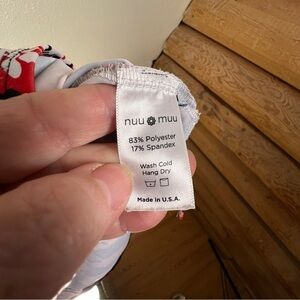 nuu muu
83% Polyester
17% Spandex
Wash Cold
Hang Dry
Made in U.S.A.